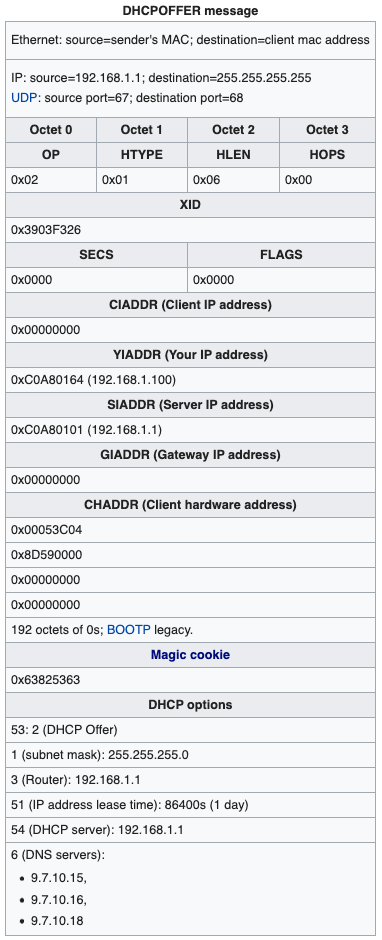 DHCPOFFER message
Ethernet: source=sender's MAC; destination=client mac address
IP: source=192.168.1.1; destination=255.255.255.255
UDP: source port=67; destination port=68
Octet 0 Octet 1 Octet 2 Octet 3
OP HTYPE HLEN HOPS
0x02 0x01 0x06 0x00
XID
0x3903F326
SECS FLAGS
0x0000 0x0000
CIADDR (Client IP address)
0x00000000
YIADDR (Your IP address)
0xC0A80164 (192.168.1.100)
SIADDR (Server IP address)
0xC0A80101 (192.168.1.1)
GIADDR (Gateway IP address)
0x00000000
CHADDR (Client hardware address)
0x00053C04
0x8D590000
0x00000000
0x00000000
192 octets of 0s; BOOTP legacy.
Magic cookie
0x63825363
DHCP options
53: 2 (DHCP Offer)
1 (subnet mask): 255.255.255.0
3 (Router): 192.168.1.1
51 (IP address lease time): 86400s (1 day)
54 (DHCP server): 192.168.1.1
6 (DNS servers):
• 9.7.10.15,
• 9.7.10.16,
• 9.7.10.18